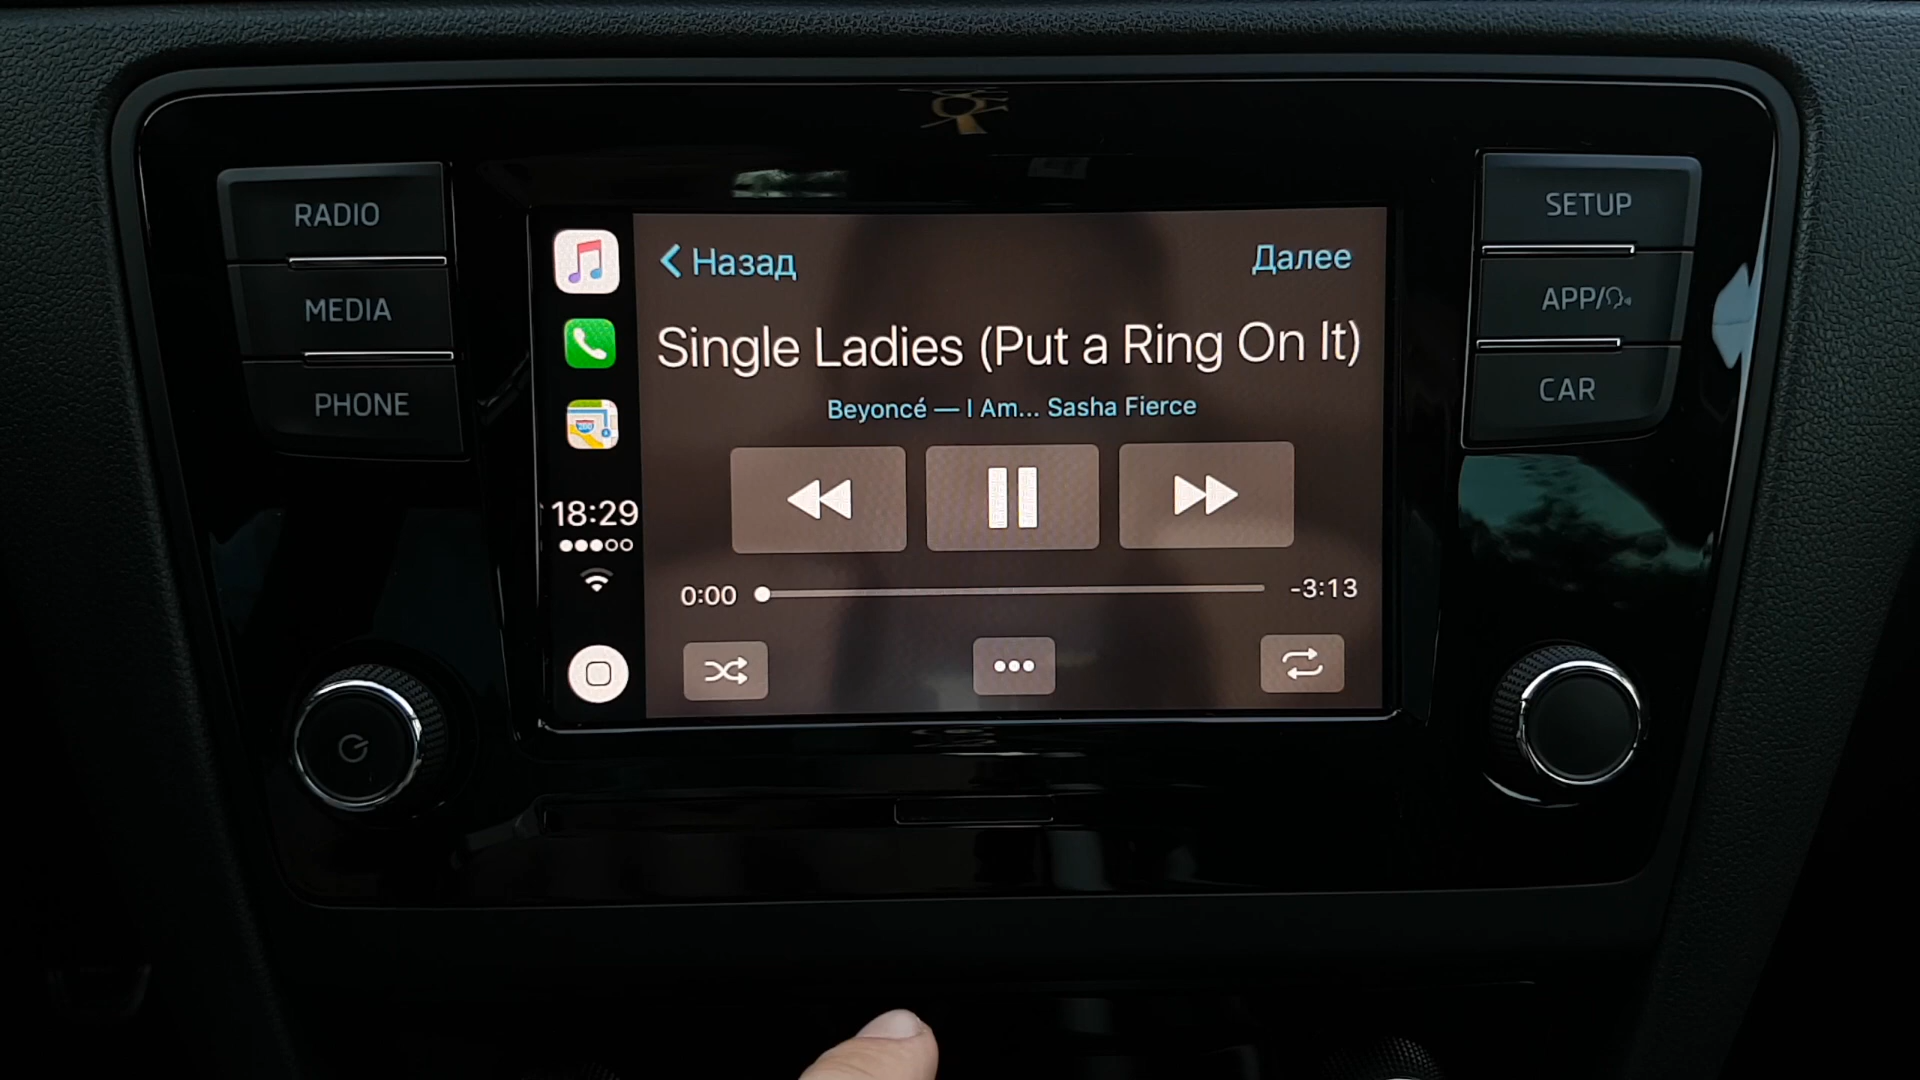 RADIO
MEDIA
PHONE
SETUP
APP/
CAR
Назад
Далее
Single Ladies (Put a Ring On It)
Beyoncé — I Am... Sasha Fierce
18:29
0:00
-3:13